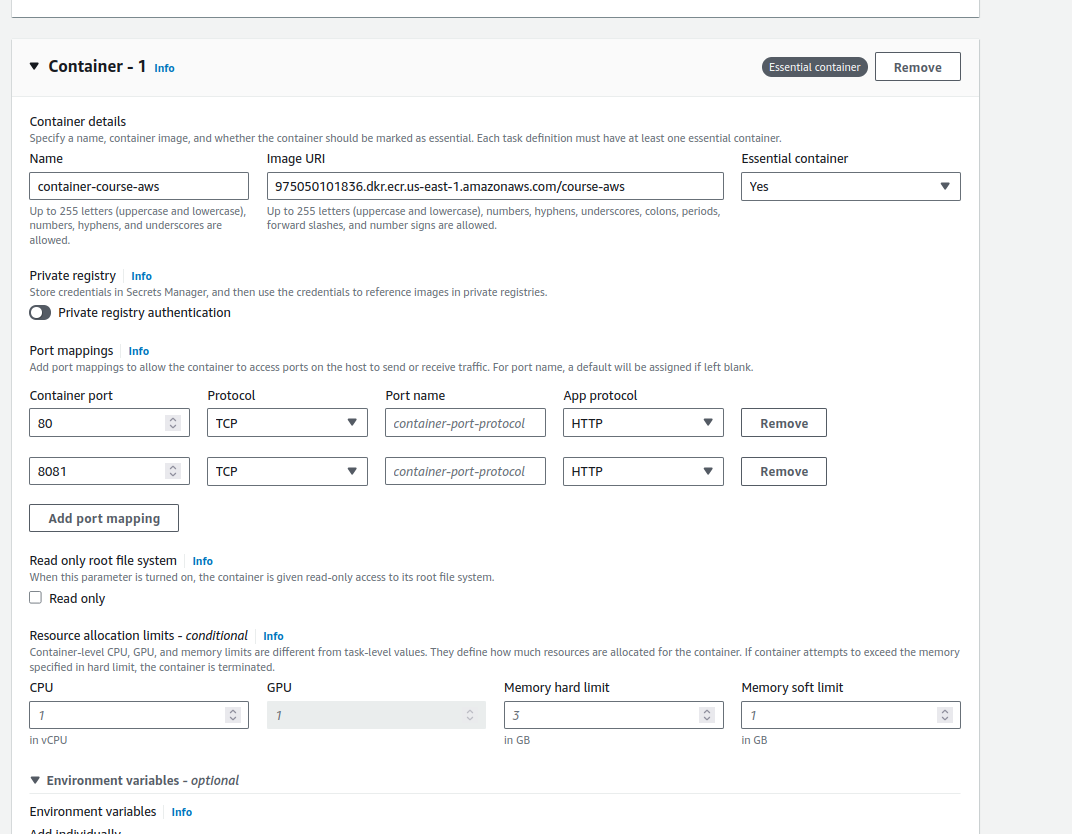 Container - 1 Info Essential container Remove
Container details
Specify a name, container image, and whether the container should be marked as essential. Each task definition must have at least one essential container.
Name Image URI Essential container
container-course-aws 975050101836.dkr.ecr.us-east-1.amazonaws.com/course-aws Yes
Up to 255 letters (uppercase and lowercase), Up to 255 letters (uppercase and lowercase), numbers, hyphens, underscores, colons, periods,
numbers, hyphens, and underscores are forward slashes, and number signs are allowed.
allowed.
Private registry Info
Store credentials in Secrets Manager, and then use the credentials to reference images in private registries.
Private registry authentication
Port mappings Info
Add port mappings to allow the container to access ports on the host to send or receive traffic. For port name, a default will be assigned if left blank.
Container port Protocol Port name App protocol
80 TCP container-port-protocol HTTP Remove
8081 TCP container-port-protocol HTTP Remove
Add port mapping
Read only root file system Info
When this parameter is turned on, the container is given read-only access to its root file system.
Read only
Resource allocation limits - conditional Info
Container-level CPU, GPU, and memory limits are different from task-level values. They define how much resources are allocated for the container. If container attempts to exceed the memory
specified in hard limit, the container is terminated.
CPU GPU Memory hard limit Memory soft limit
1 1 3 1
in vCPU in GB in GB
Environment variables - optional
Environment variables Info
Add individually